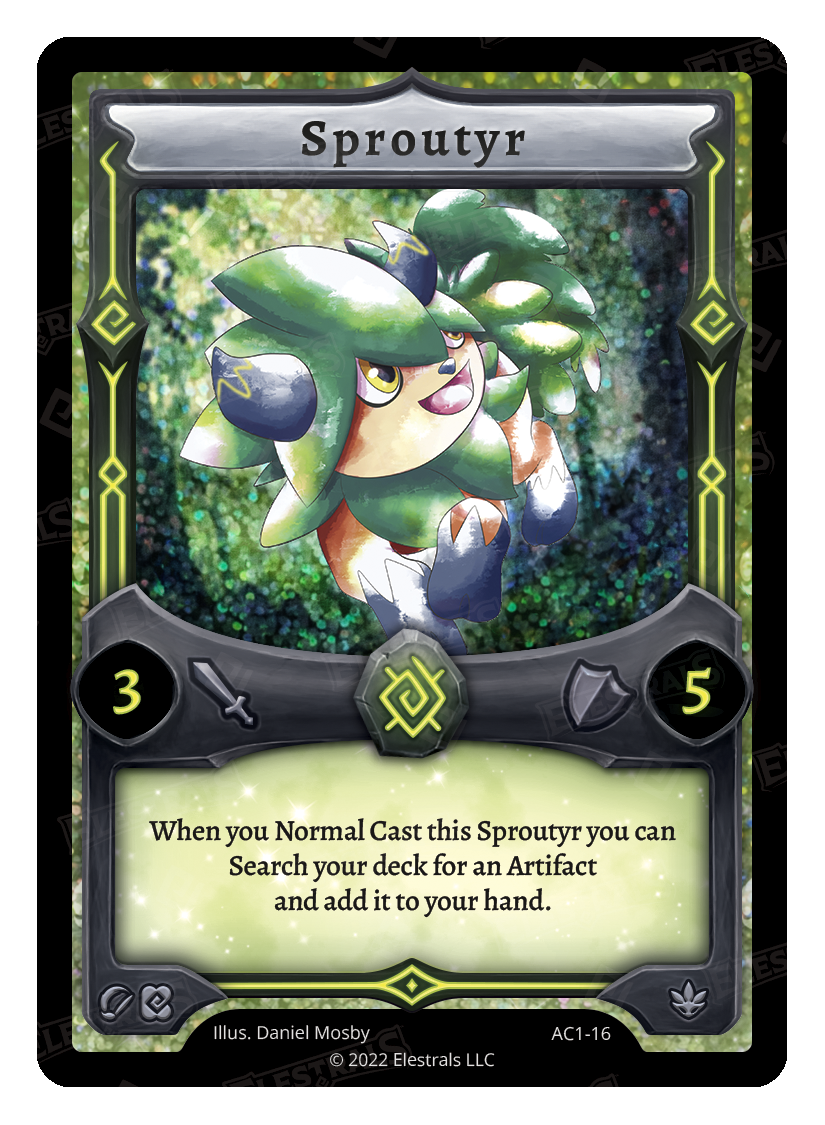 Sproutyr
3
5
When you Normal Cast this Sproutyr you can
Search your deck for an Artifact
and add it to your hand.
Illus. Daniel Mosby
AC1-16
© 2022 Elestrals LLC